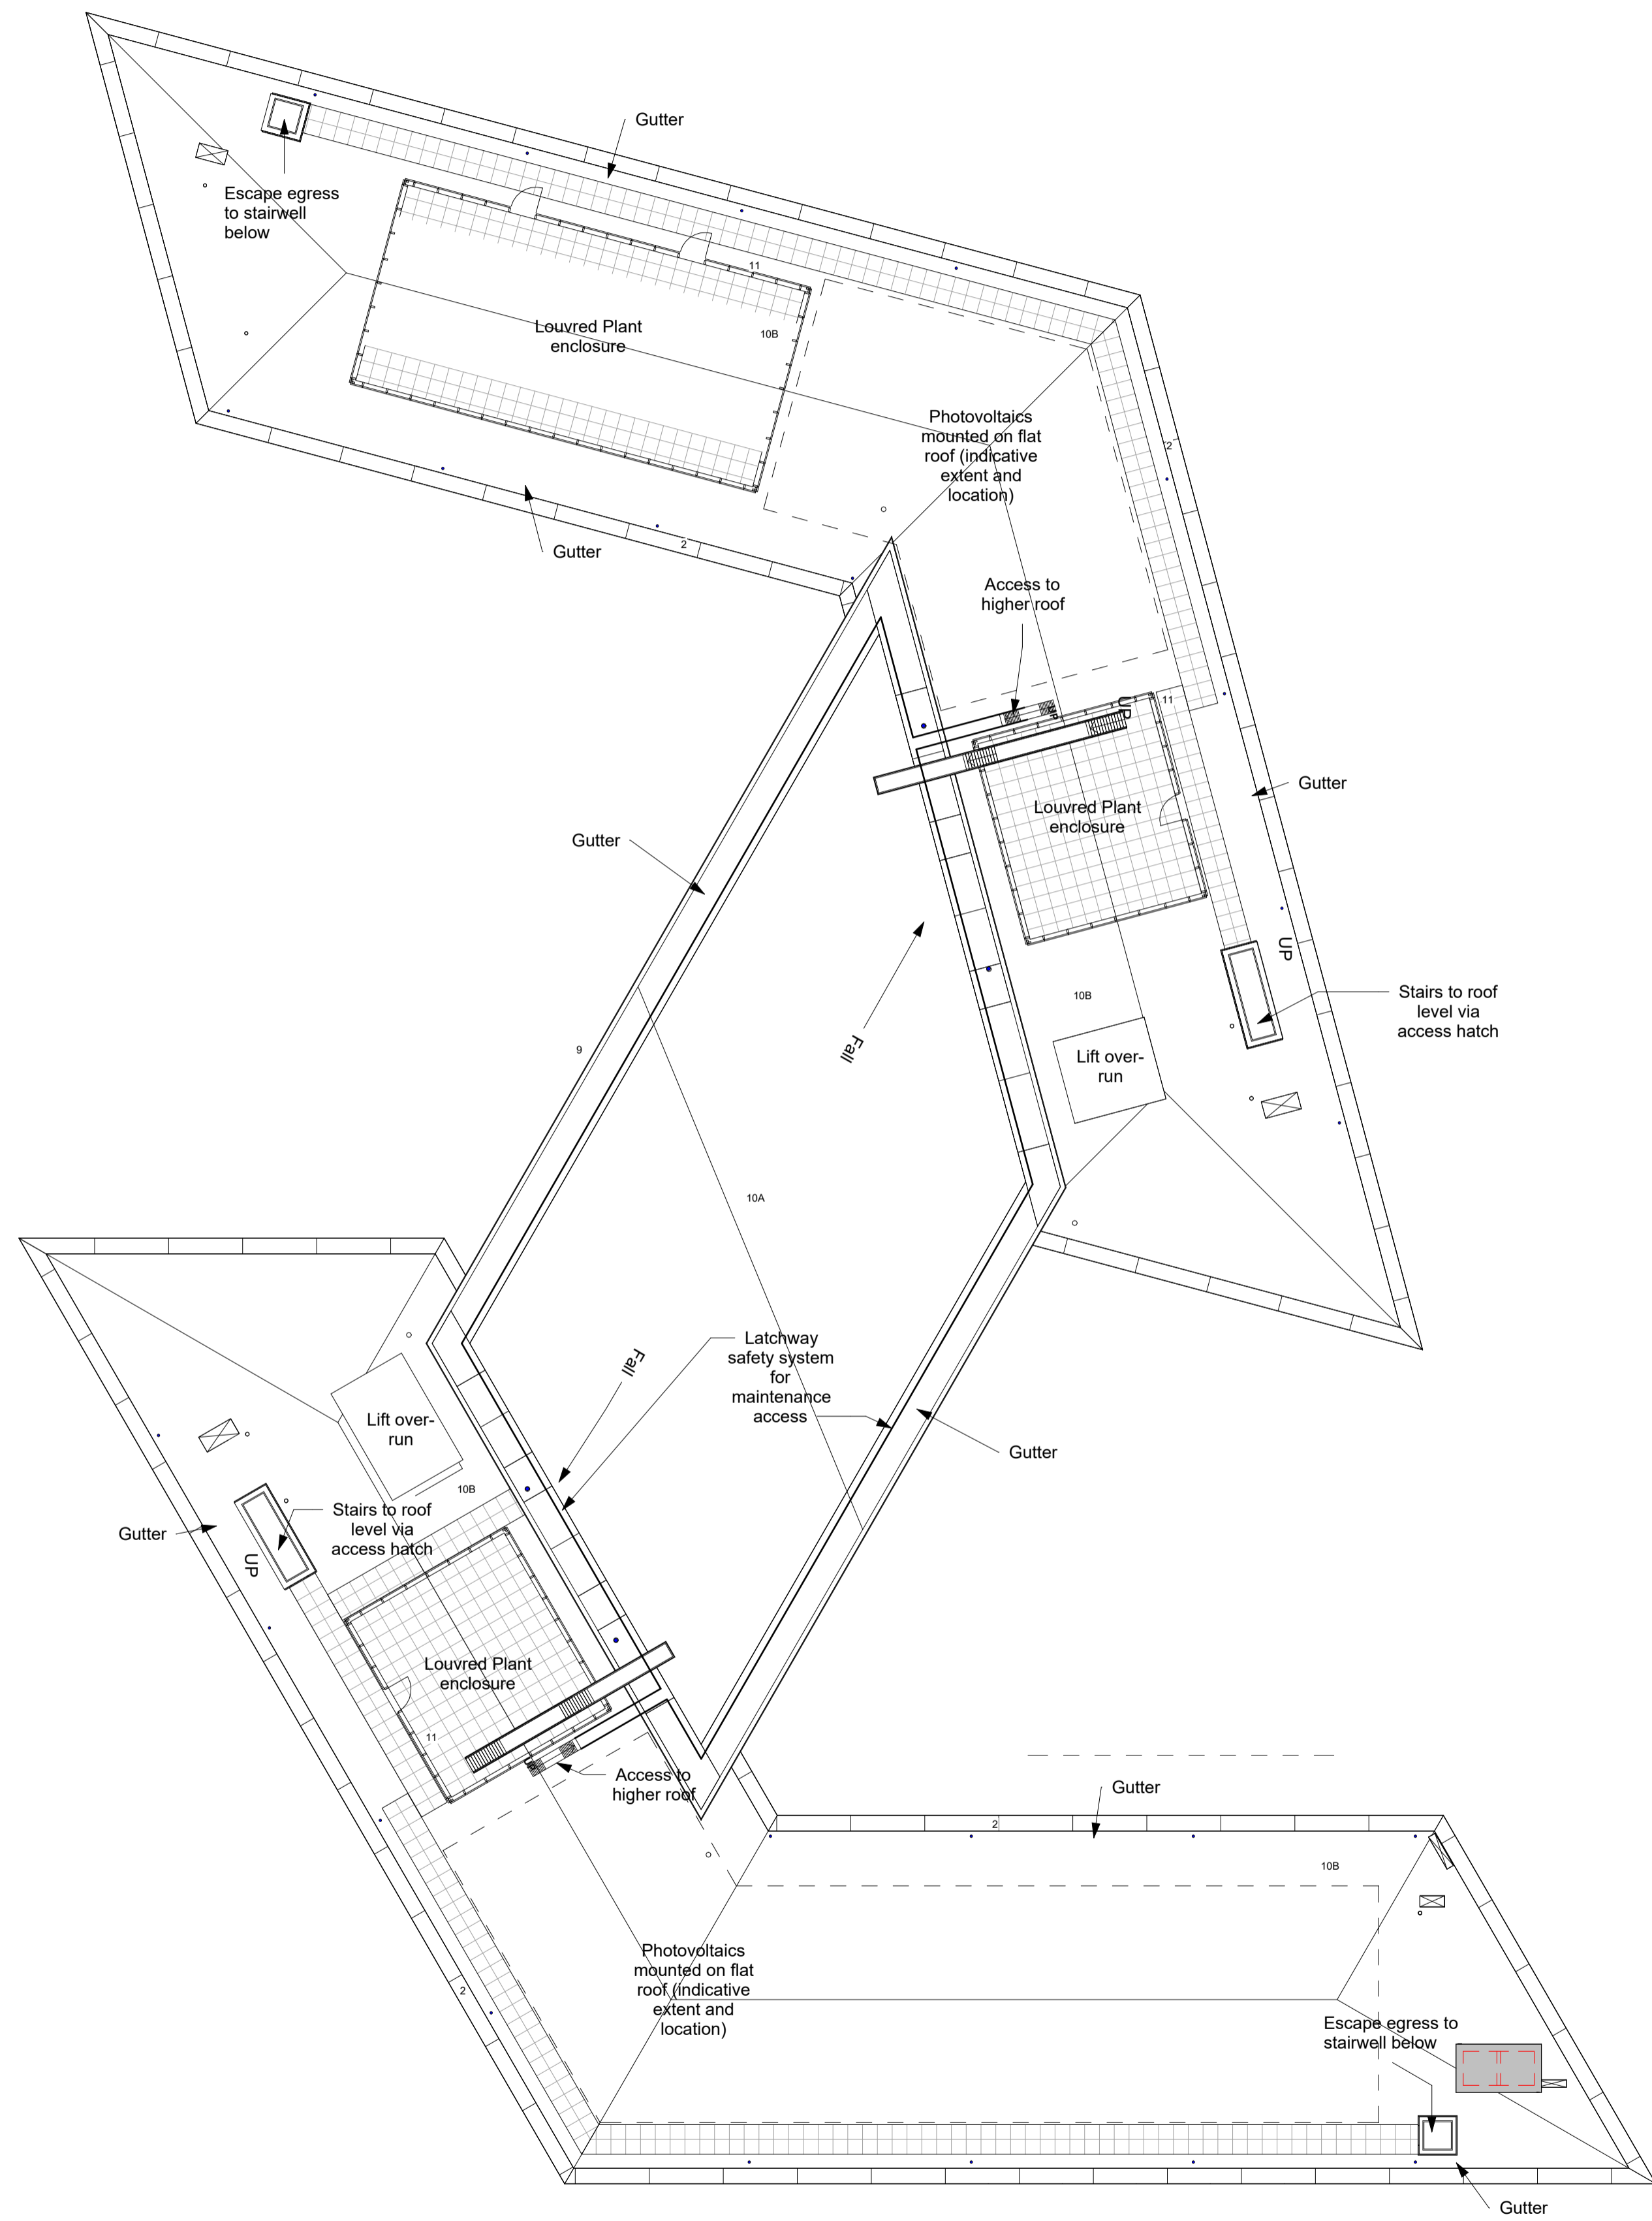 Gutter
Escape egress
to stairwell
below
11
Louvred Plant
enclosure
10B
Photovoltaics
mounted on flat
roof (indicative
extent and
location)
2
Gutter
2
Access to
higher roof
UP
UP
11
Gutter
Louvred Plant
enclosure
Gutter
UP
10B
Stairs to roof
level via
access hatch
Fall
Lift over-
run
9
10A
Latchway
safety system
for
maintenance
access
Fall
Lift over-
run
Gutter
10B
Stairs to roof
level via
access hatch
Gutter
UP
Louvred Plant
enclosure
11
UP
Access to
higher roof
Gutter
2
10B
Photovoltaics
mounted on flat
roof (indicative
extent and
location)
2
Escape egress to
stairwell below
Gutter